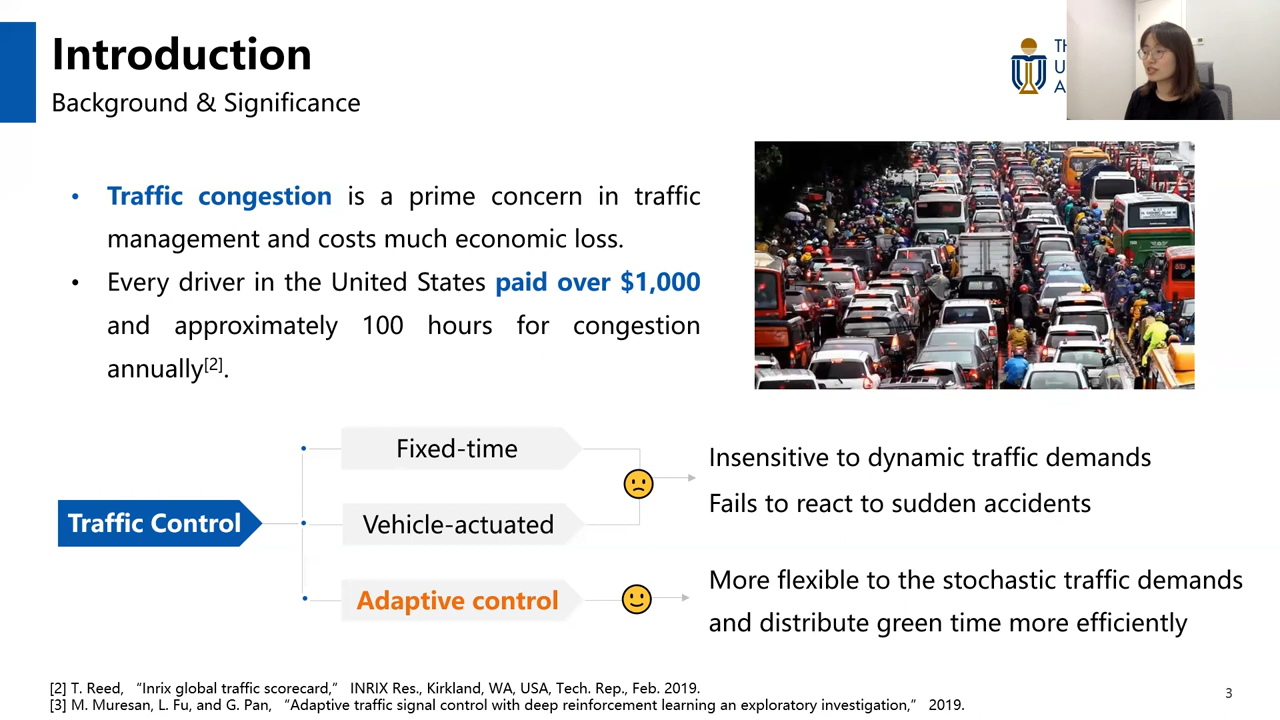 Introduction
Background & Significance
• Traffic congestion is a prime concern in traffic
management and costs much economic loss.
• Every driver in the United States paid over $1,000
and approximately 100 hours for congestion
annually[2].
Traffic Control
Fixed-time
Vehicle-actuated
Adaptive control
Insensitive to dynamic traffic demands
Fails to react to sudden accidents
More flexible to the stochastic traffic demands
and distribute green time more efficiently
[2] T. Reed, “Inrix global traffic scorecard,” INRIX Res., Kirkland, WA, USA, Tech. Rep., Feb. 2019.
[3] M. Muresan, L. Fu, and G. Pan, “Adaptive traffic signal control with deep reinforcement learning an exploratory investigation,” 2019.
3